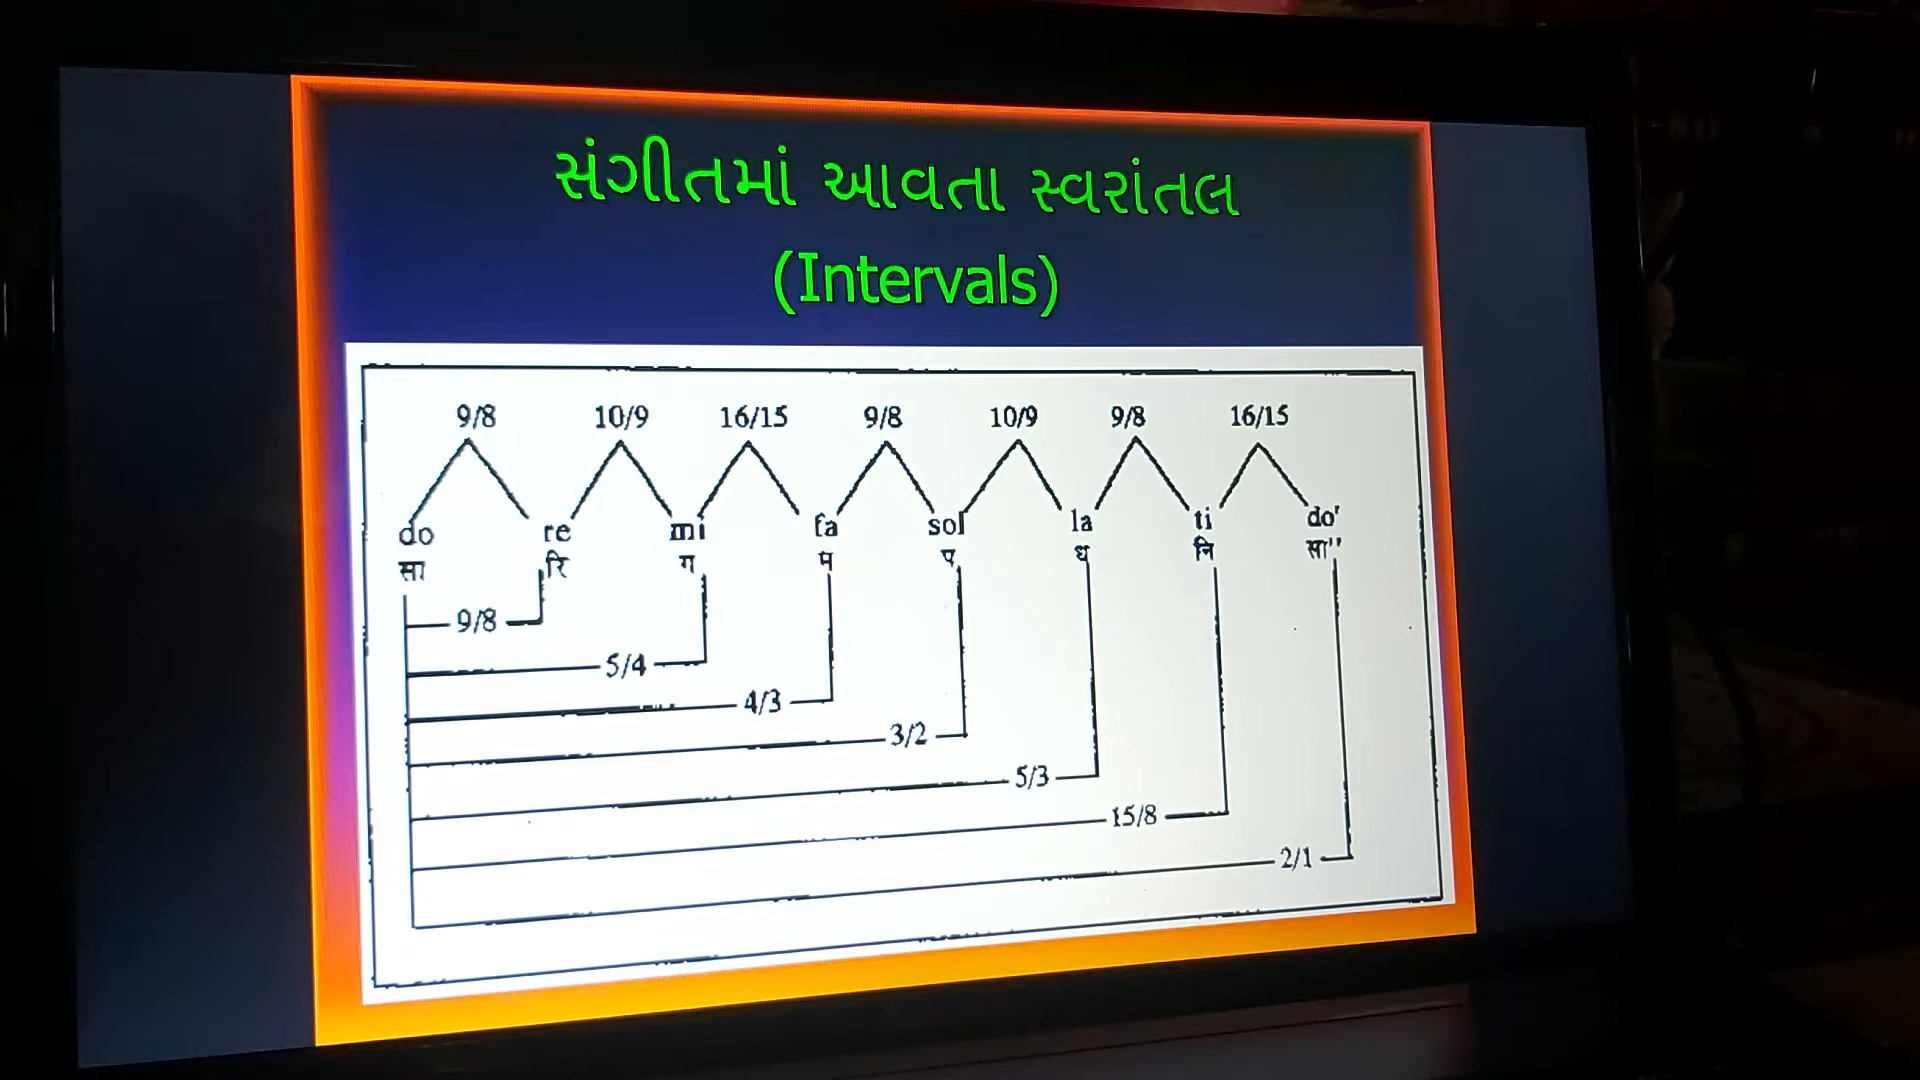 સંગીતમાં આવતા સ્વરાંતલ
(Intervals)
9/8 10/9 16/15 9/8 10/9 9/8 16/15
do re mi fa sol la ti do'
सा रि ग म प ध नि सा''
9/8
5/4
4/3
3/2
5/3
15/8
2/1